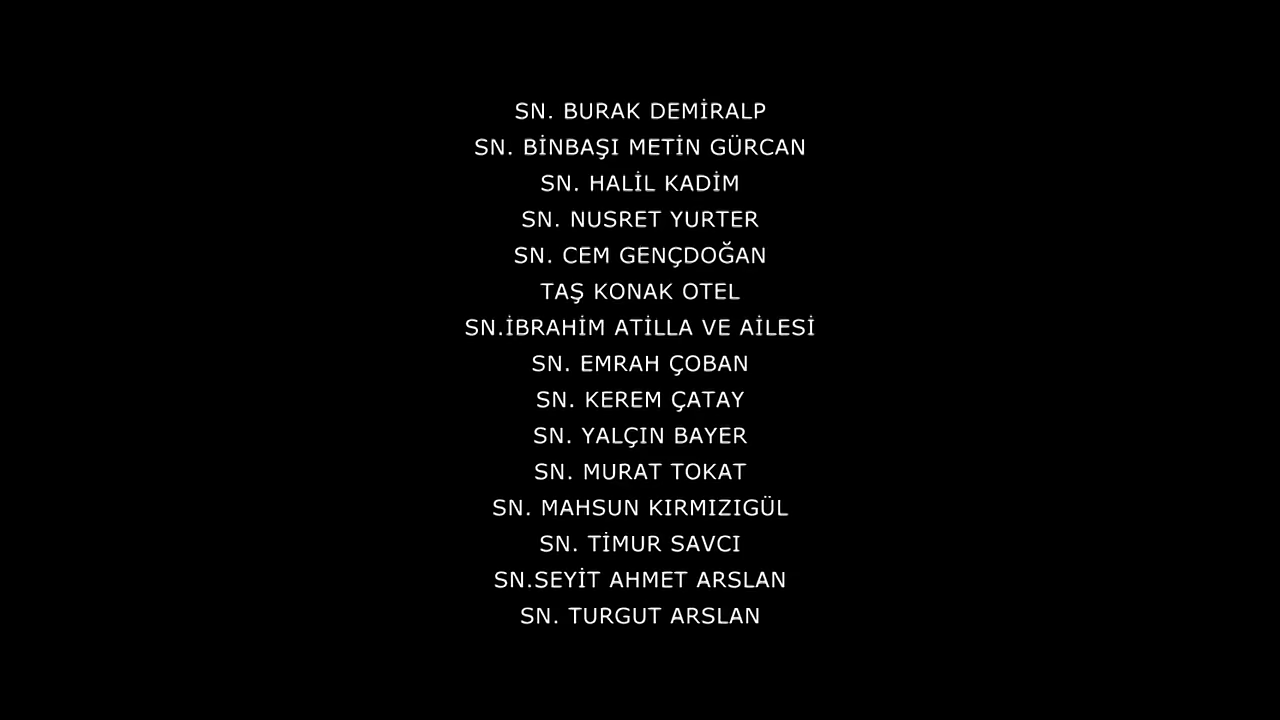 SN. BURAK DEMİRALP
SN. BİNBAŞI METİN GÜRCAN
SN. HALİL KADİM
SN. NUSRET YURTER
SN. CEM GENÇDOĞAN
TAŞ KONAK OTEL
SN.İBRAHİM ATİLLA VE AİLESİ
SN. EMRAH ÇOBAN
SN. KEREM ÇATAY
SN. YALÇIN BAYER
SN. MURAT TOKAT
SN. MAHSUN KIRMIZIGÜL
SN. TİMUR SAVCI
SN.SEYİT AHMET ARSLAN
SN. TURGUT ARSLAN